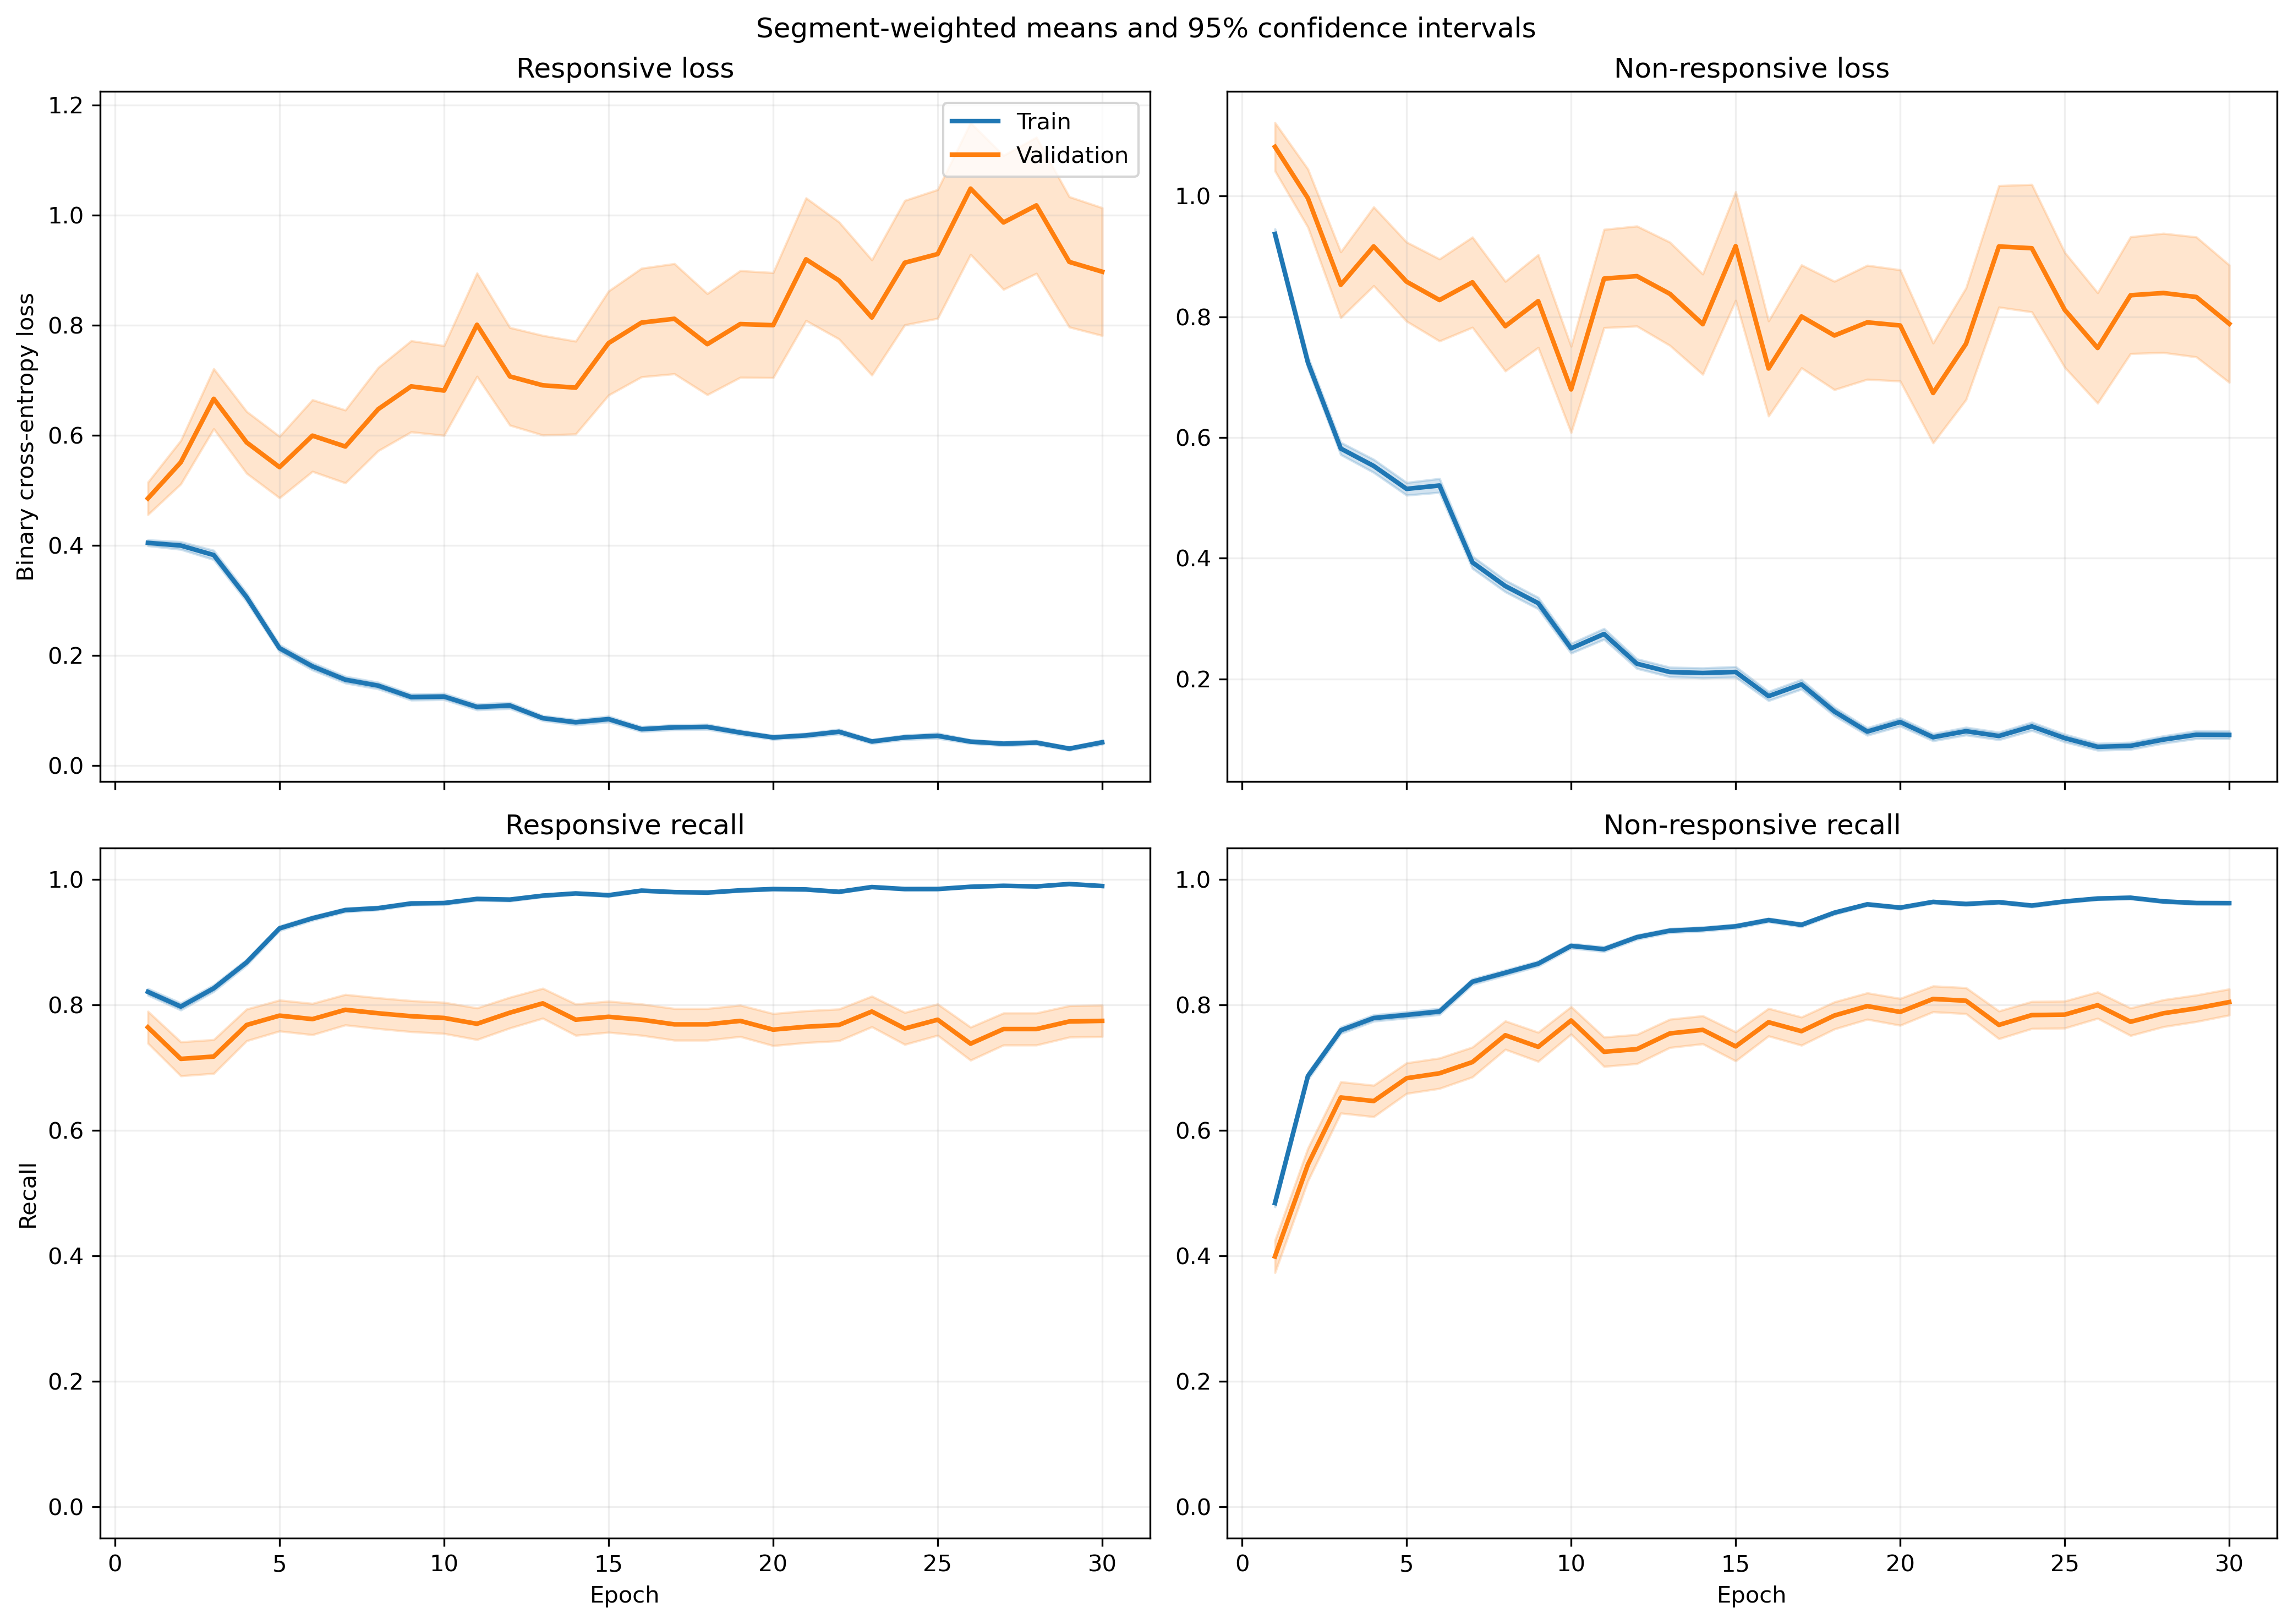 Segment-weighted means and 95% confidence intervals
Responsive loss
Non-responsive loss
Train
Validation
Binary cross-entropy loss
1.2
1.0
0.8
0.6
0.4
0.2
0.0
1.0
0.8
0.6
0.4
0.2
Responsive recall
Non-responsive recall
Recall
1.0
0.8
0.6
0.4
0.2
0.0
0 5 10 15 20 25 30
Epoch
1.0
0.8
0.6
0.4
0.2
0.0
0 5 10 15 20 25 30
Epoch